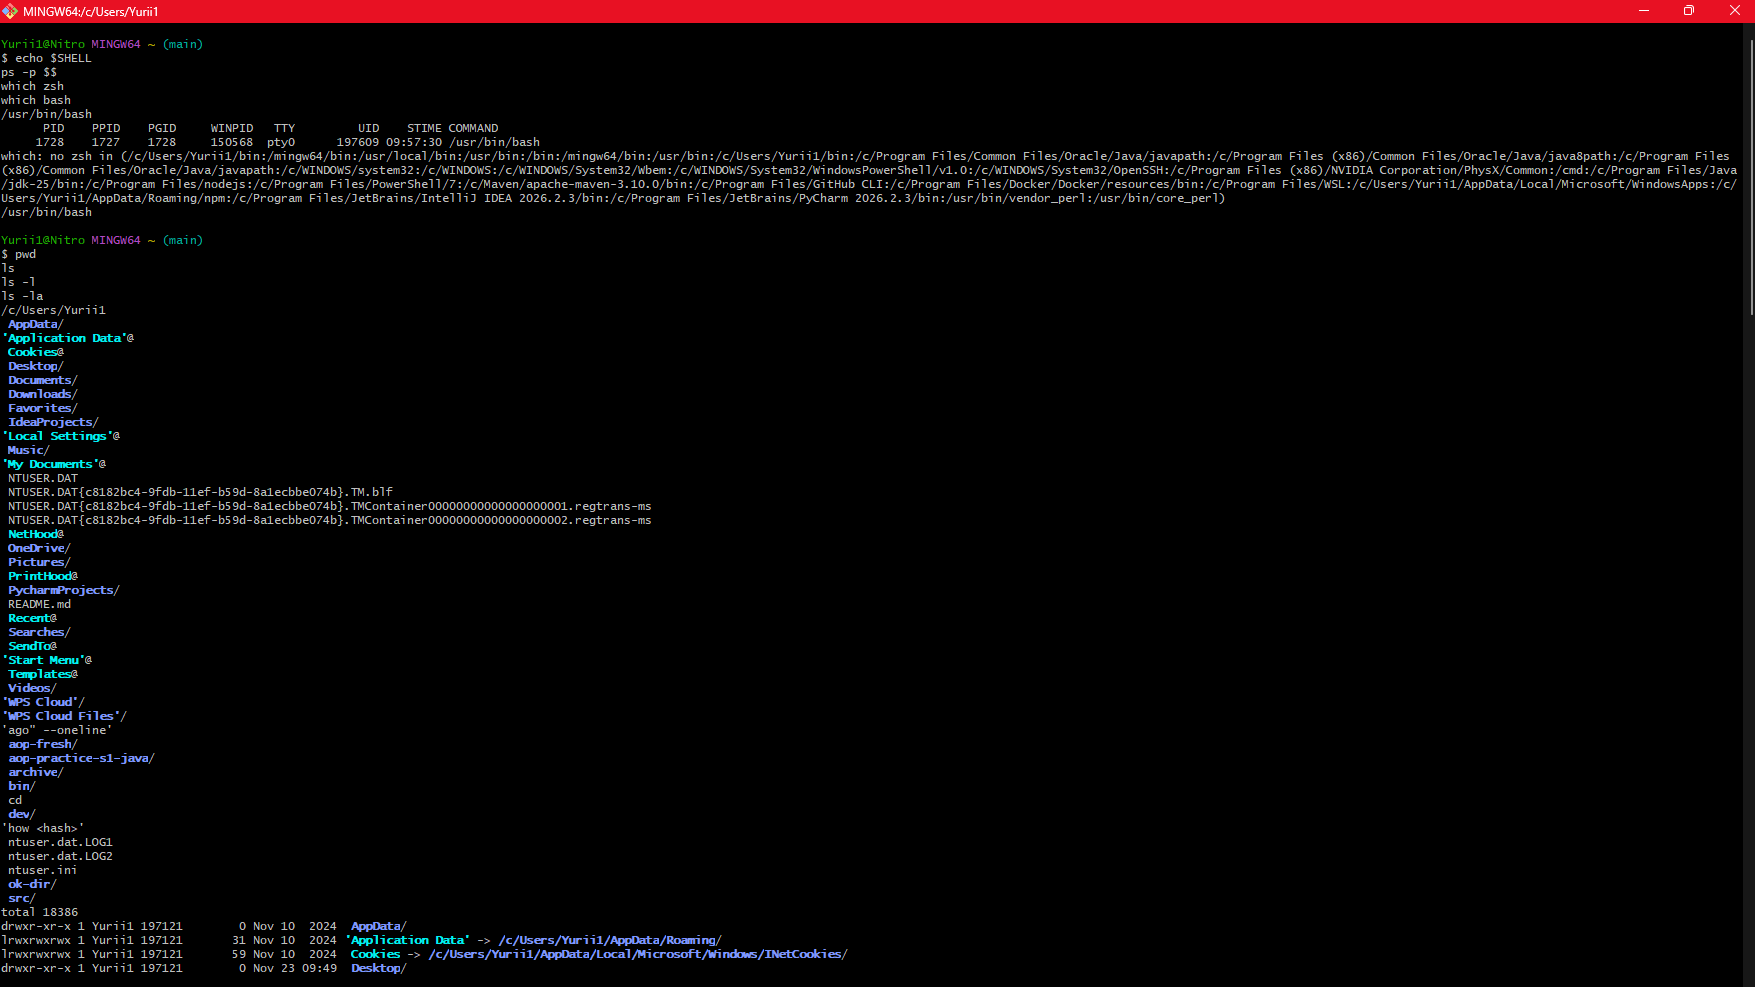 MINGW64:/c/Users/Yurii1
Yurii1@Nitro MINGW64 ~ (main)
$ echo $SHELL
ps -p $$
which zsh
which bash
/usr/bin/bash
PID PPID PGID WINPID TTY UID STIME COMMAND
1728 1727 1728 150568 pty0 197609 09:57:30 /usr/bin/bash
which: no zsh in (/c/Users/Yurii1/bin:/mingw64/bin:/usr/local/bin:/usr/bin:/bin:/mingw64/bin:/usr/bin:/c/Users/Yurii1/bin:/c/Program Files/Common Files/Oracle/Java/javapath:/c/Program Files (x86)/Common Files/Oracle/Java/java8path:/c/Program Files
(x86)/Common Files/Oracle/Java/javapath:/c/WINDOWS/system32:/c/WINDOWS:/c/WINDOWS/System32/Wbem:/c/WINDOWS/System32/WindowsPowerShell/v1.0:/c/WINDOWS/System32/OpenSSH:/c/Program Files (x86)/NVIDIA Corporation/PhysX/Common:/cmd:/c/Program Files/Java
/jdk-25/bin:/c/Program Files/nodejs:/c/Program Files/PowerShell/7:/c/Maven/apache-maven-3.10.0/bin:/c/Program Files/GitHub CLI:/c/Program Files/Docker/Docker/resources/bin:/c/Program Files/WSL:/c/Users/Yurii1/AppData/Local/Microsoft/WindowsApps:/c/
Users/Yurii1/AppData/Roaming/npm:/c/Program Files/JetBrains/IntelliJ IDEA 2026.2.3/bin:/c/Program Files/JetBrains/PyCharm 2026.2.3/bin:/usr/bin/vendor_perl:/usr/bin/core_perl)
/usr/bin/bash
Yurii1@Nitro MINGW64 ~ (main)
$ pwd
ls
ls -l
ls -la
/c/Users/Yurii1
AppData/
'Application Data'@
Cookies@
Desktop/
Documents/
Downloads/
Favorites/
IdeaProjects/
'Local Settings'@
Music/
'My Documents'@
NTUSER.DAT
NTUSER.DAT{c8182bc4-9fdb-11ef-b59d-8a1ecbbe074b}.TM.blf
NTUSER.DAT{c8182bc4-9fdb-11ef-b59d-8a1ecbbe074b}.TMContainer00000000000000000001.regtrans-ms
NTUSER.DAT{c8182bc4-9fdb-11ef-b59d-8a1ecbbe074b}.TMContainer00000000000000000002.regtrans-ms
NetHood@
OneDrive/
Pictures/
PrintHood@
PycharmProjects/
README.md
Recent@
Searches/
SendTo@
'Start Menu'@
Templates@
Videos/
'WPS Cloud'/
'WPS Cloud Files'/
'ago" --oneline'
aop-fresh/
aop-practice-s1-java/
archive/
bin/
cd
dev/
'how <hash>'
ntuser.dat.LOG1
ntuser.dat.LOG2
ntuser.ini
ok-dir/
src/
total 18386
drwxr-xr-x 1 Yurii1 197121 0 Nov 10 2024 AppData/
lrwxrwxrwx 1 Yurii1 197121 31 Nov 10 2024 'Application Data' -> /c/Users/Yurii1/AppData/Roaming/
lrwxrwxrwx 1 Yurii1 197121 59 Nov 10 2024 Cookies -> /c/Users/Yurii1/AppData/Local/Microsoft/Windows/INetCookies/
drwxr-xr-x 1 Yurii1 197121 0 Nov 23 09:49 Desktop/